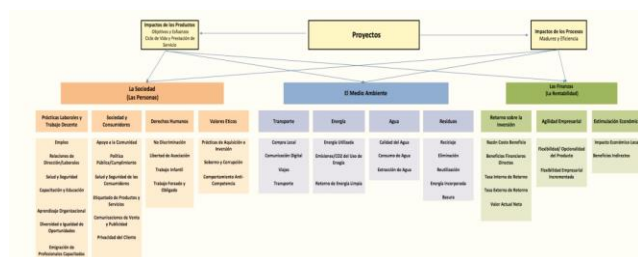 Impactos de los Productos
Objetivos y Esfuerzos
Ciclo de Vida y Prestación de
Servicio
Proyectos
Impactos de los Procesos
Madurez y Eficiencia
La Sociedad
(Las Personas)
El Medio Ambiente
Las Finanzas
(La Rentabilidad)
Prácticas Laborales y
Trabajo Decente
Empleo
Relaciones de
Dirección/Laborales
Salud y Seguridad
Capacitación y Educación
Aprendizaje Organizacional
Diversidad e Igualdad de
Oportunidades
Emigración de
Profesionales Capacitados
Sociedad y
Consumidores
Apoyo a la Comunidad
Política
Pública/Cumplimiento
Salud y Seguridad de los
Consumidores
Etiquetado de Productos y
Servicios
Comunicaciones de Venta
y Publicidad
Privacidad del Cliente
Derechos Humanos
No Discriminación
Libertad de Asociación
Trabajo Infantil
Trabajo Forzado y
Obligado
Valores Éticos
Prácticas de Adquisición e
Inversión
Soborno y Corrupción
Comportamiento Anti-
Competencia
Transporte
Compra Local
Comunicación Digital
Viajes
Transporte
Energía
Energía Utilizada
Emisiones/CO2 del Uso de
Energía
Retorno de Energía Limpia
Agua
Calidad del Agua
Consumo de Agua
Extracción de Agua
Residuos
Reciclaje
Eliminación
Reutilización
Energía Incorporada
Basura
Retorno sobre la
Inversión
Razón Costo Beneficio
Beneficios Financieros
Directos
Tasa Interna de Retorno
Tasa Externa de Retorno
Valor Actual Neto
Agilidad Empresarial
Flexibilidad/ Opcionalidad
del Producto
Flexibilidad Empresarial
Incrementada
Estimulación Económica
Impacto Económico Local
Beneficios Indirectos